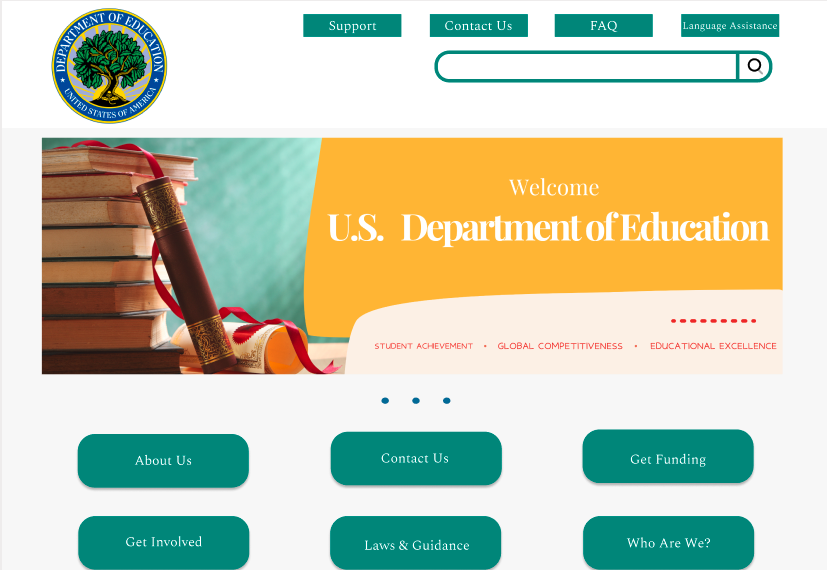 DEPARTMENT OF EDUCATION
UNITED STATES OF AMERICA
Support
Contact Us
FAQ
Language Assistance
Welcome
U.S. Department of Education
STUDENT ACHIEVEMENT • GLOBAL COMPETITIVENESS • EDUCATIONAL EXCELLENCE
About Us
Contact Us
Get Funding
Get Involved
Laws & Guidance
Who Are We?